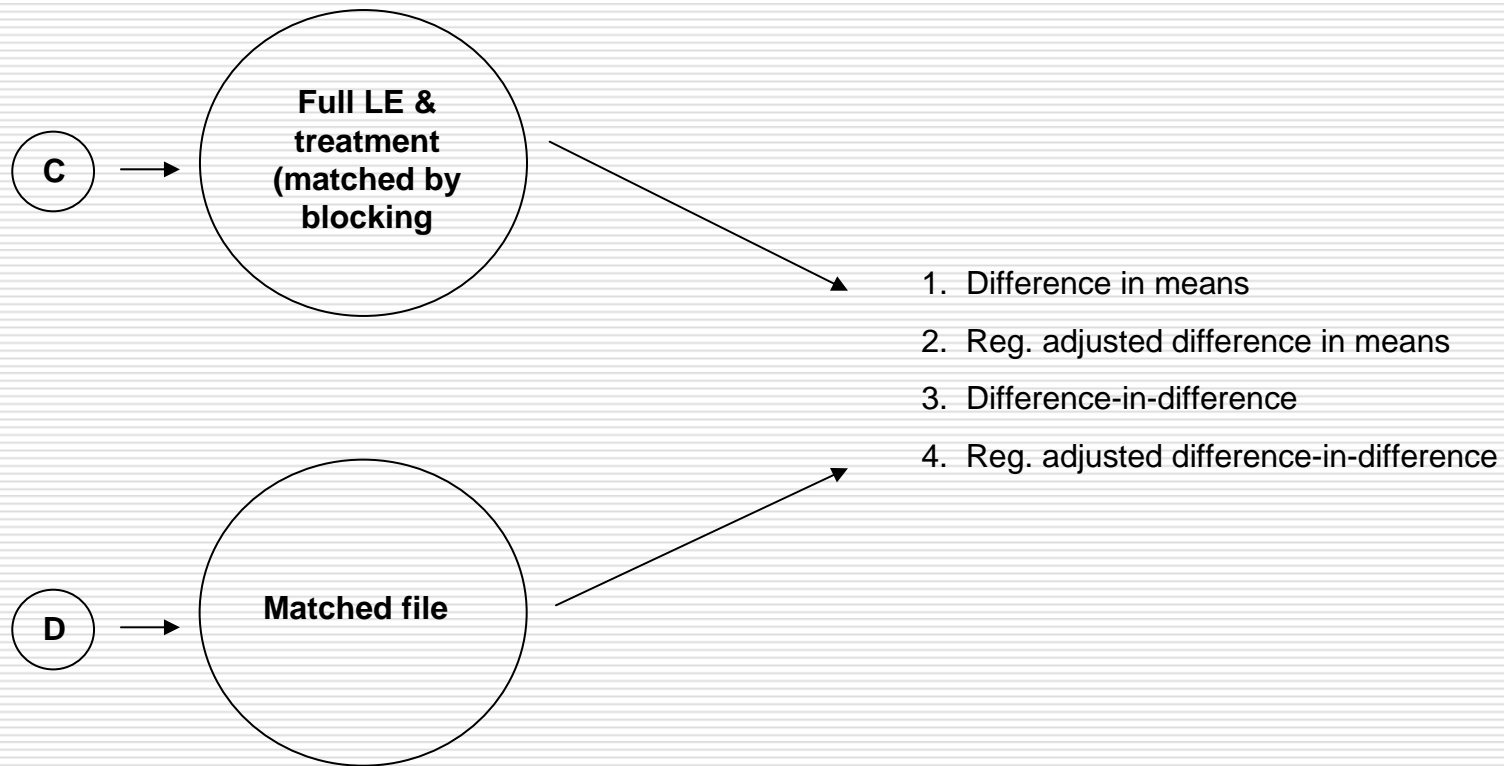 C
Full LE &
treatment
(matched by
blocking
1. Difference in means
2. Reg. adjusted difference in means
3. Difference-in-difference
4. Reg. adjusted difference-in-difference
D
Matched file